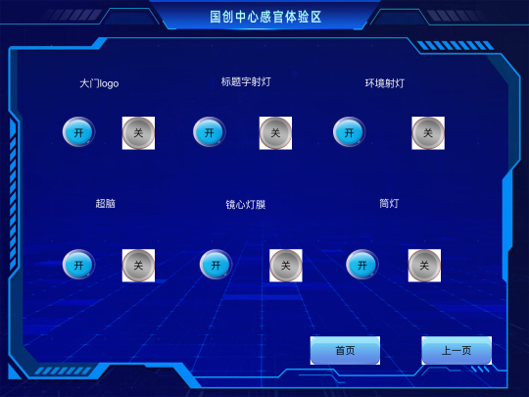 国创中心感官体验区
大门logo 标题字射灯 环境射灯
开 关 开 关 开 关
超脑 镜心灯膜 筒灯
开 关 开 关 开 关
首页 上一页